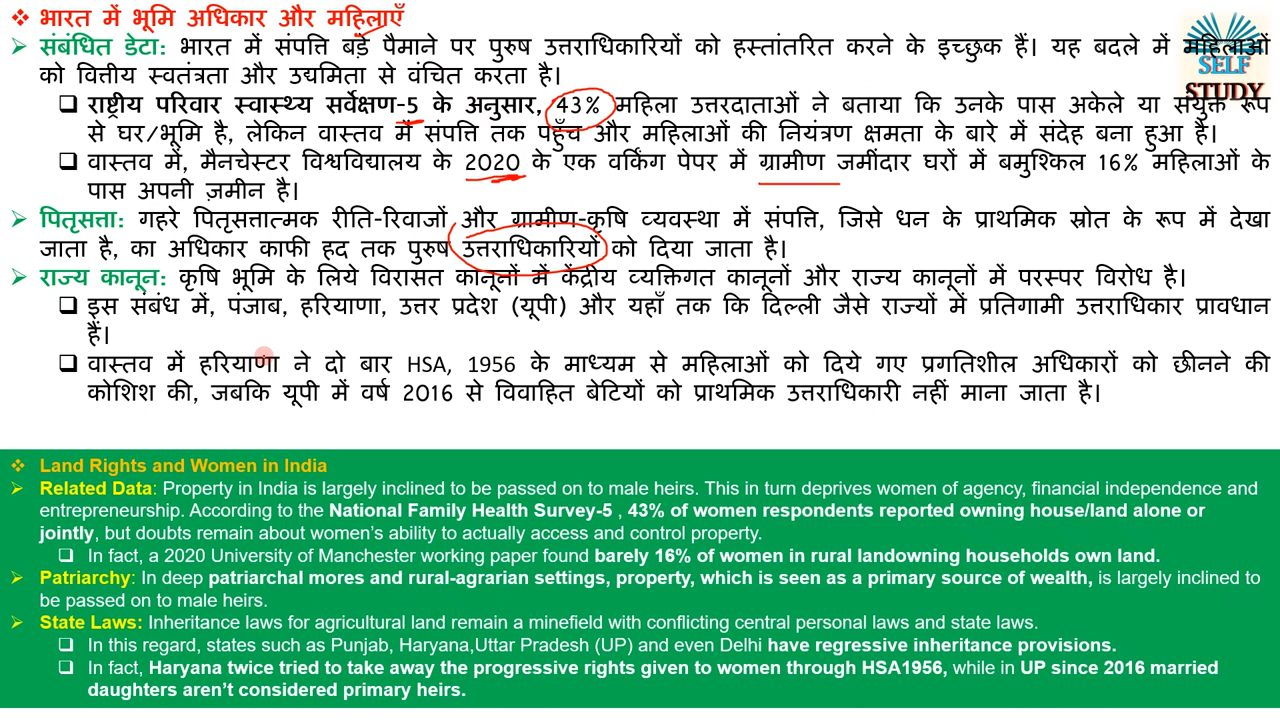 ❖ भारत में भूमि अधिकार और महिलाएँ
➢ संबंधित डेटा: भारत में संपत्ति बड़े पैमाने पर पुरुष उत्तराधिकारियों को हस्तांतरित करने के इच्छुक हैं। यह बदले में महिलाओं
को वित्तीय स्वतंत्रता और उद्यमिता से वंचित करता है।
❑ राष्ट्रीय परिवार स्वास्थ्य सर्वेक्षण-5 के अनुसार, 43% महिला उत्तरदाताओं ने बताया कि उनके पास अकेले या संयुक्त रूप
से घर/भूमि है, लेकिन वास्तव में संपत्ति तक पहुँच और महिलाओं की नियंत्रण क्षमता के बारे में संदेह बना हुआ है।
❑ वास्तव में, मैनचेस्टर विश्वविद्यालय के 2020 के एक वर्किंग पेपर में ग्रामीण जमींदार घरों में बमुश्किल 16% महिलाओं के
पास अपनी ज़मीन है।
➢ पितृसत्ता: गहरे पितृसत्तात्मक रीति-रिवाजों और ग्रामीण-कृषि व्यवस्था में संपत्ति, जिसे धन के प्राथमिक स्रोत के रूप में देखा
जाता है, का अधिकार काफी हद तक पुरुष उत्तराधिकारियों को दिया जाता है।
➢ राज्य कानून: कृषि भूमि के लिये विरासत कानूनों में केंद्रीय व्यक्तिगत कानूनों और राज्य कानूनों में परस्पर विरोध है।
❑ इस संबंध में, पंजाब, हरियाणा, उत्तर प्रदेश (यूपी) और यहाँ तक कि दिल्ली जैसे राज्यों में प्रतिगामी उत्तराधिकार प्रावधान
हैं।
❑ वास्तव में हरियाणा ने दो बार HSA, 1956 के माध्यम से महिलाओं को दिये गए प्रगतिशील अधिकारों को छीनने की
कोशिश की, जबकि यूपी में वर्ष 2016 से विवाहित बेटियों को प्राथमिक उत्तराधिकारी नहीं माना जाता है।
SELF
STUDY
❖ Land Rights and Women in India
➢ Related Data: Property in India is largely inclined to be passed on to male heirs. This in turn deprives women of agency, financial independence and
entrepreneurship. According to the National Family Health Survey-5 , 43% of women respondents reported owning house/land alone or
jointly, but doubts remain about women's ability to actually access and control property.
❑ In fact, a 2020 University of Manchester working paper found barely 16% of women in rural landowning households own land.
➢ Patriarchy: In deep patriarchal mores and rural-agrarian settings, property, which is seen as a primary source of wealth, is largely inclined to
be passed on to male heirs.
➢ State Laws: Inheritance laws for agricultural land remain a minefield with conflicting central personal laws and state laws.
❑ In this regard, states such as Punjab, Haryana,Uttar Pradesh (UP) and even Delhi have regressive inheritance provisions.
❑ In fact, Haryana twice tried to take away the progressive rights given to women through HSA1956, while in UP since 2016 married
daughters aren't considered primary heirs.